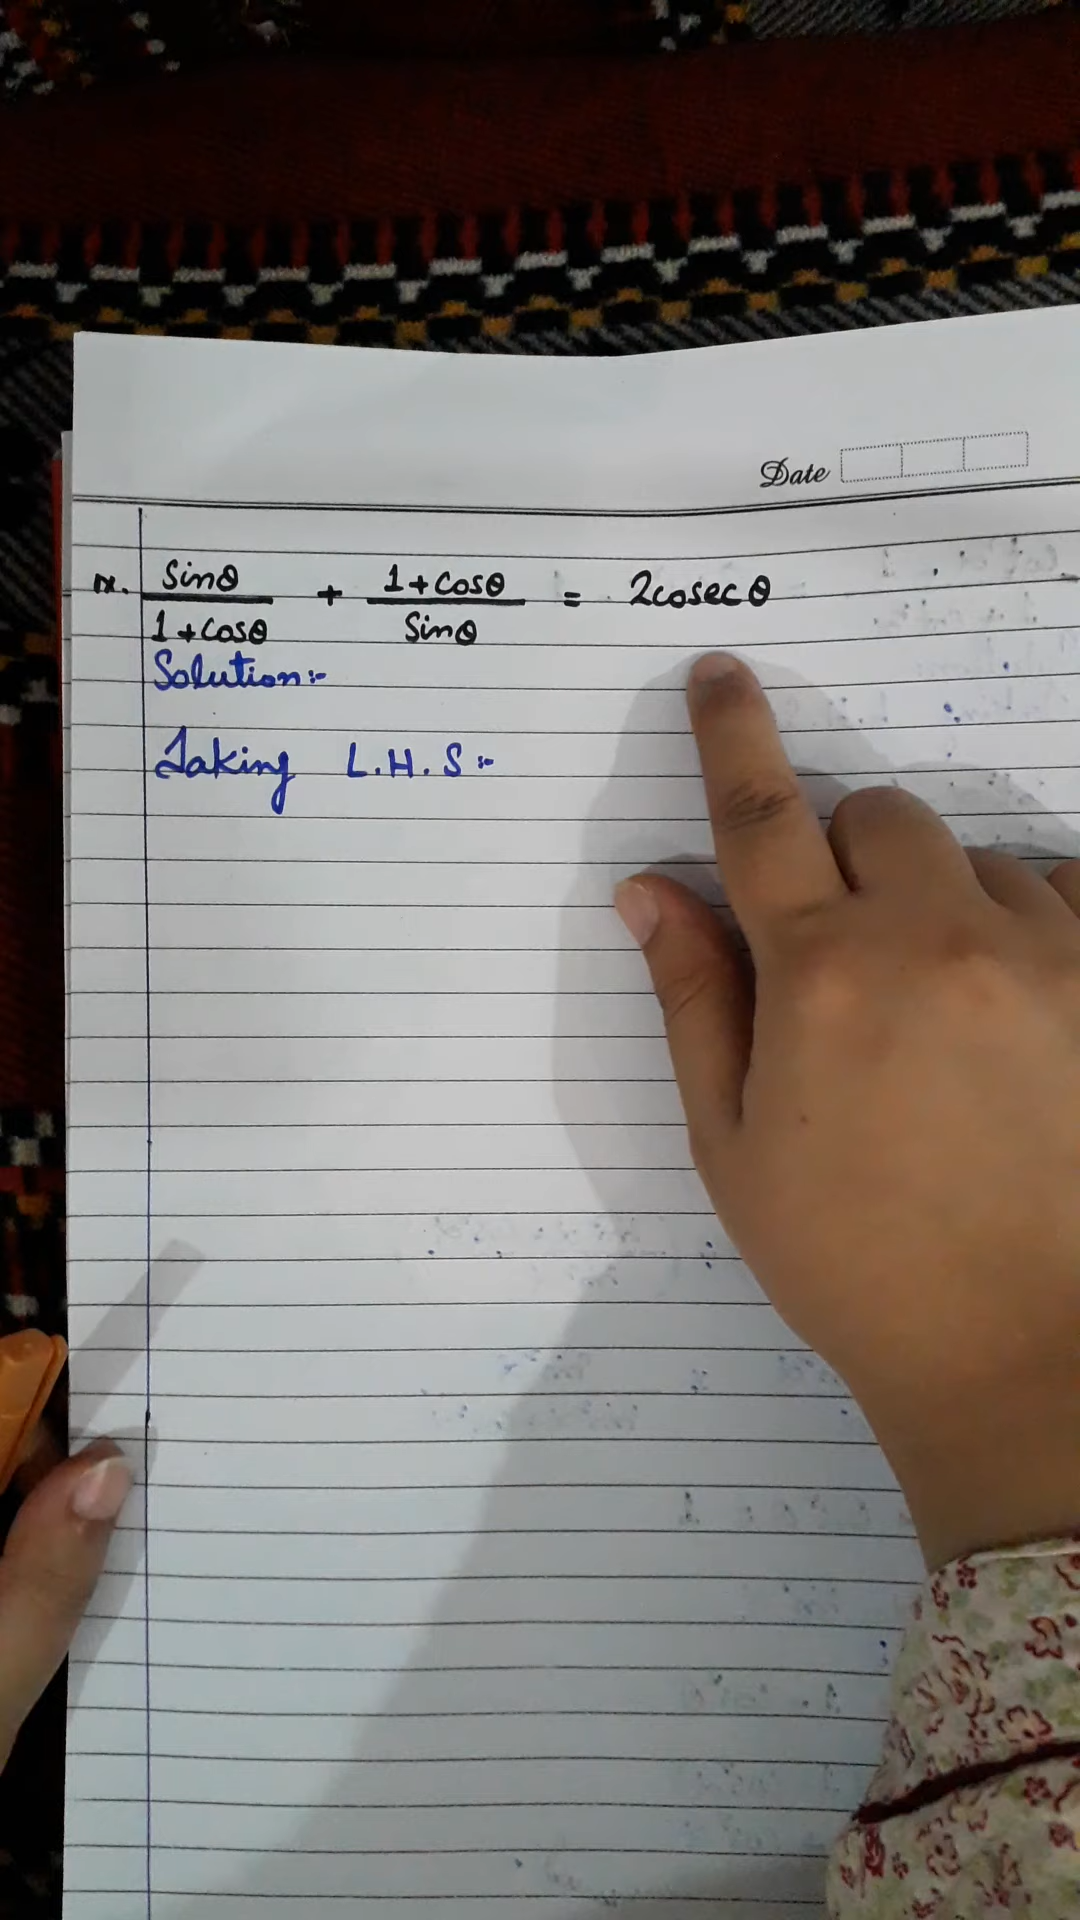 Date
ix. sinθ/1+cosθ + 1+cosθ/sinθ = 2cosecθ
Solution:-
Taking L.H.S:-